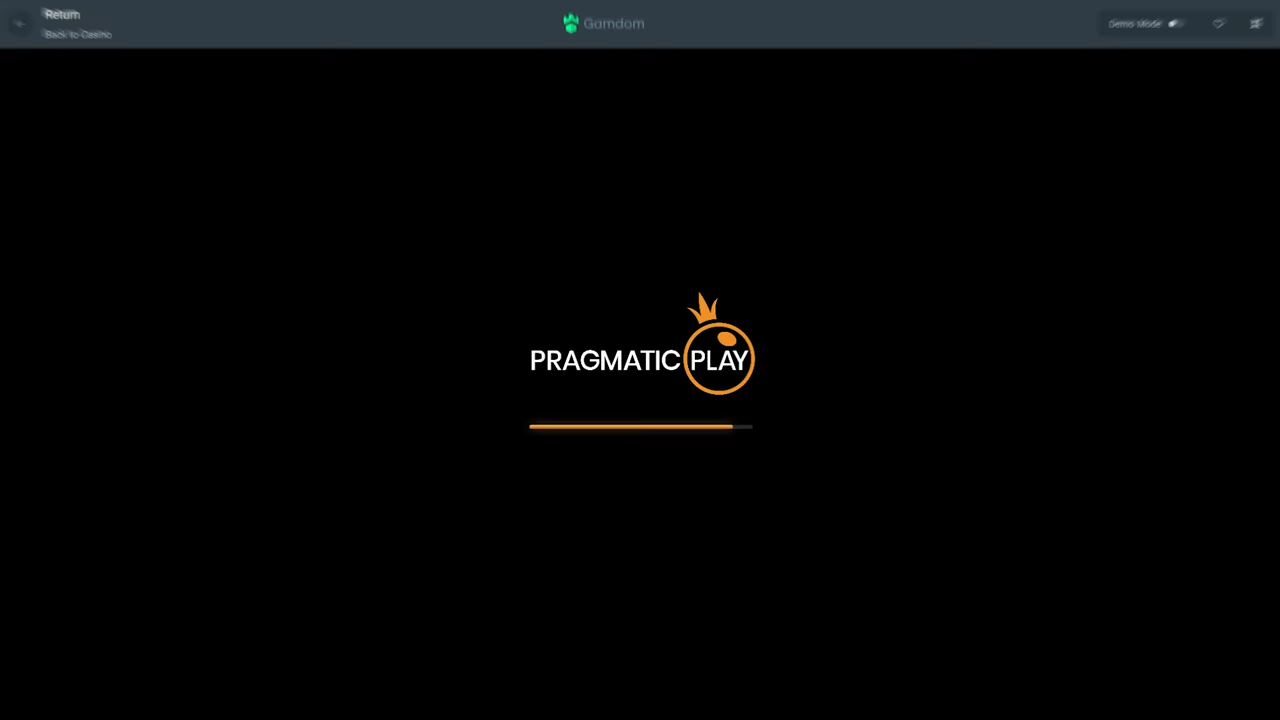 Return
Back to Casino
Gamdom
Demo Mode
PRAGMATIC PLAY